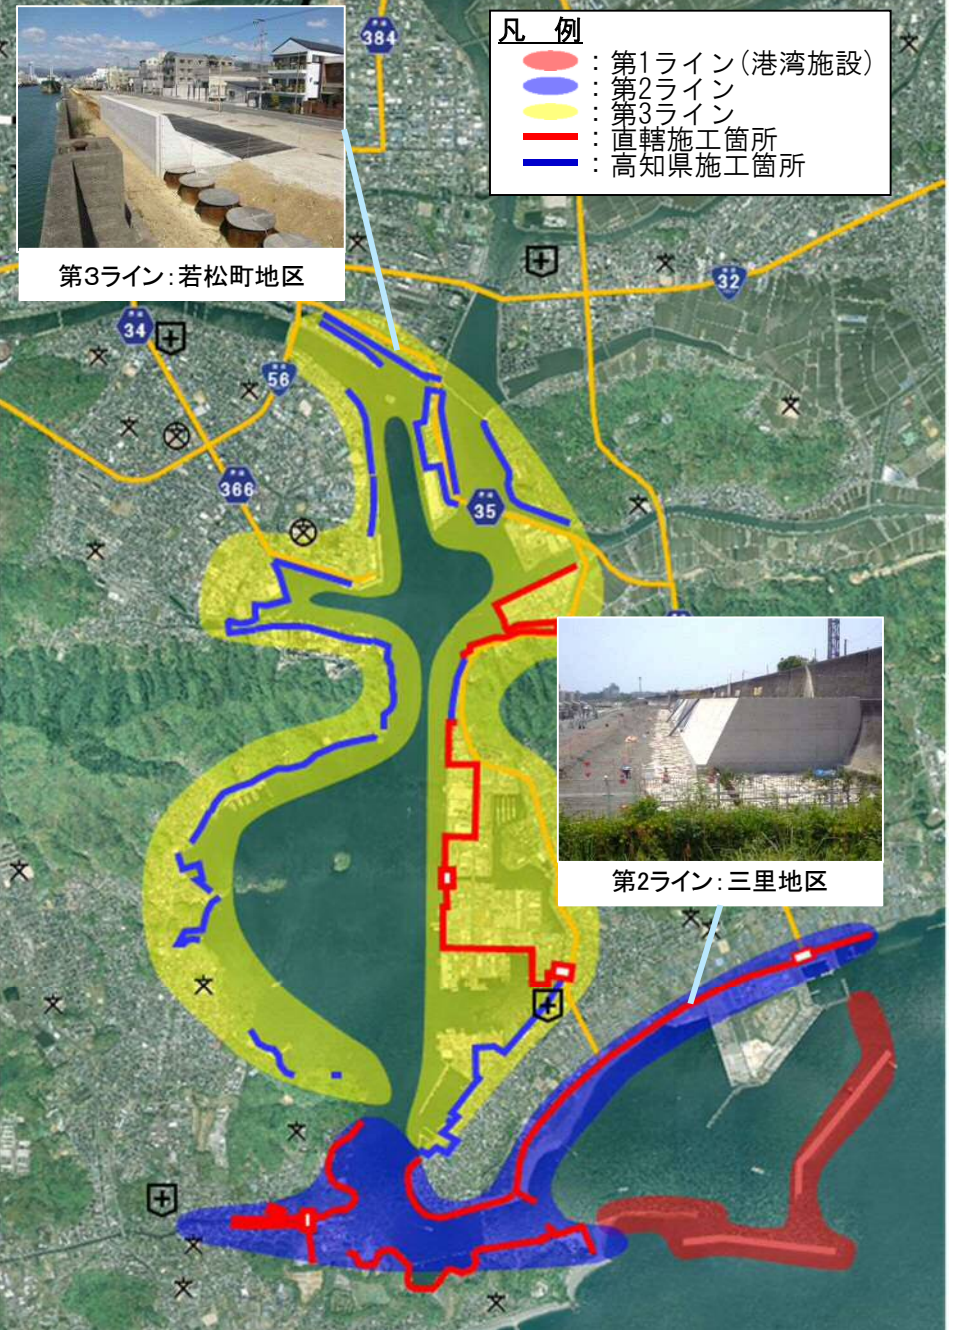 凡 例
：第1ライン(港湾施設)
：第2ライン
：第3ライン
：直轄施工箇所
：高知県施工箇所
384
第3ライン：若松町地区
32
34
56
366
35
第2ライン：三里地区